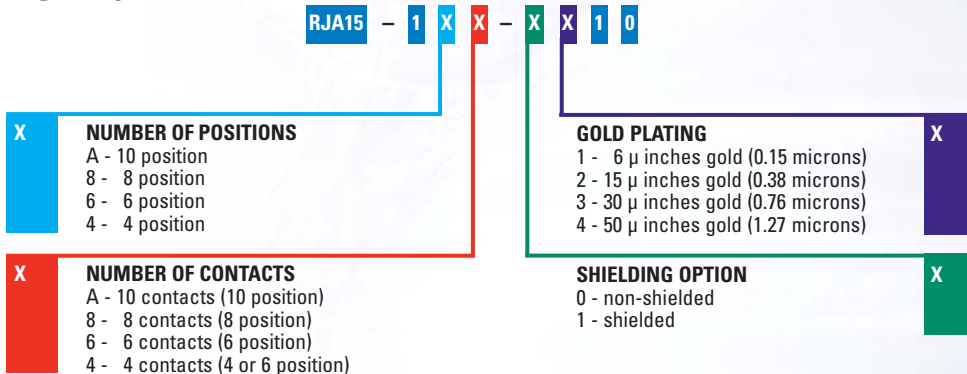 RJA15 – 1 X X – X X 1 0
X NUMBER OF POSITIONS
A - 10 position
8 - 8 position
6 - 6 position
4 - 4 position
GOLD PLATING X
1 - 6 µ inches gold (0.15 microns)
2 - 15 µ inches gold (0.38 microns)
3 - 30 µ inches gold (0.76 microns)
4 - 50 µ inches gold (1.27 microns)
X NUMBER OF CONTACTS
A - 10 contacts (10 position)
8 - 8 contacts (8 position)
6 - 6 contacts (6 position)
4 - 4 contacts (4 or 6 position)
SHIELDING OPTION X
0 - non-shielded
1 - shielded